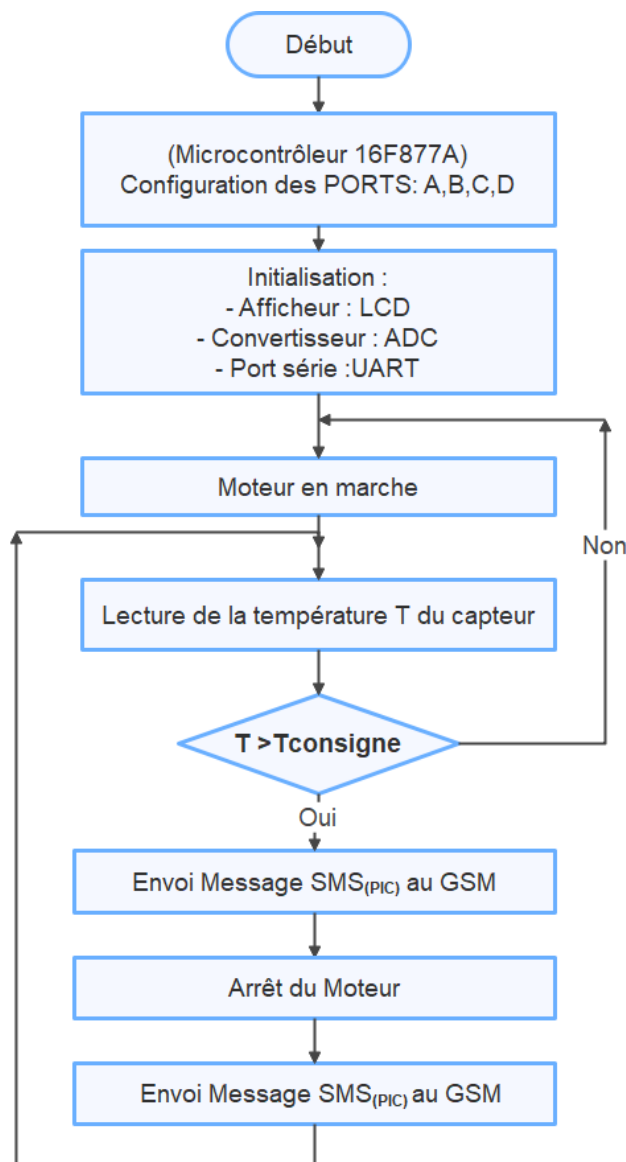 Début
(Microcontrôleur 16F877A)
Configuration des PORTS: A,B,C,D
Initialisation :
- Afficheur : LCD
- Convertisseur : ADC
- Port série :UART
Moteur en marche
Non
Lecture de la température T du capteur
T >Tconsigne
Oui
Envoi Message SMS(PIC) au GSM
Arrêt du Moteur
Envoi Message SMS(PIC) au GSM